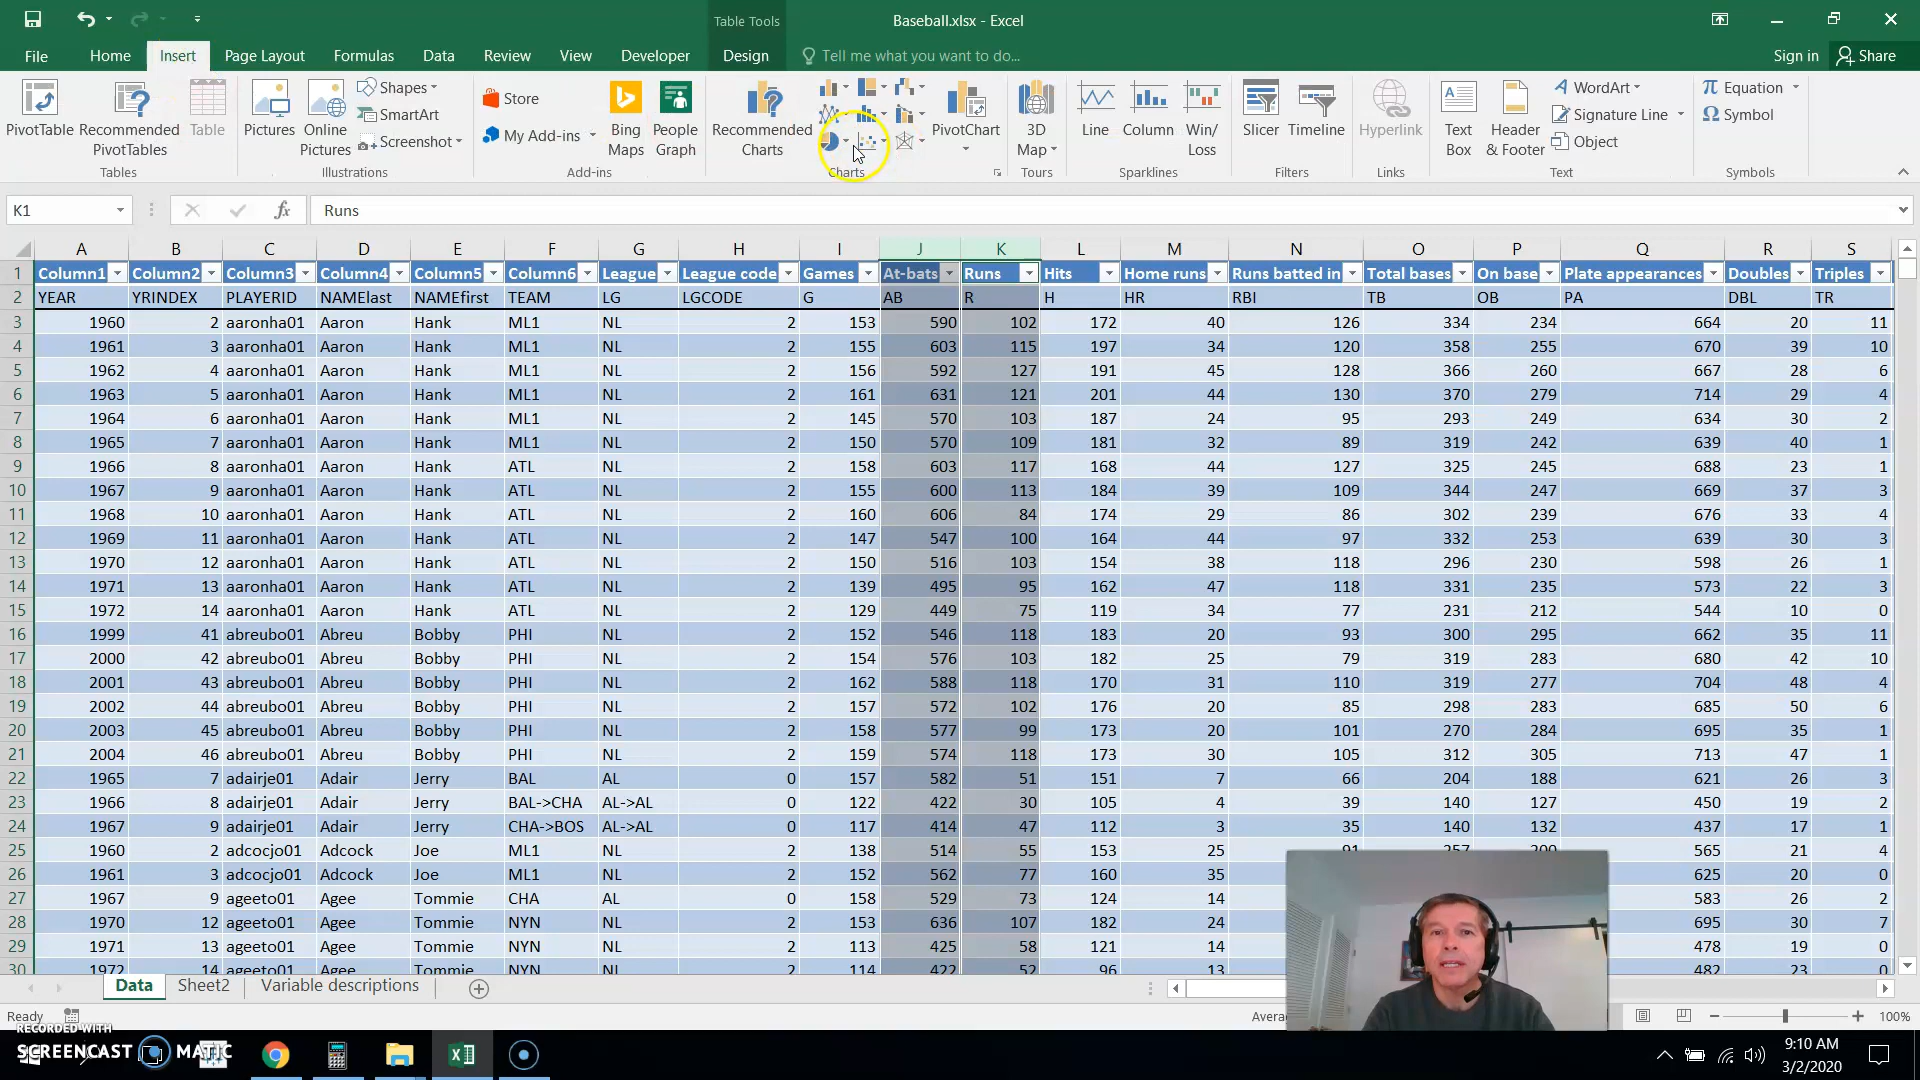 Table Tools
Baseball.xlsx - Excel
File Home Insert Page Layout Formulas Data Review View Developer Design Tell me what you want to do... Sign in Share
PivotTable Recommended PivotTables Table
Tables
Pictures Online Pictures Shapes SmartArt Screenshot
Illustrations
Store My Add-ins Bing Maps People Graph
Add-ins
Recommended Charts PivotChart
Charts
3D Map
Tours
Line Column Win/Loss
Sparklines
Slicer Timeline
Filters
Hyperlink
Links
Text Box Header & Footer WordArt Signature Line Object
Text
Equation Symbol
Symbols
K1 fx Runs
A B C D E F G H I J K L M N O P Q R S
1 Column1 Column2 Column3 Column4 Column5 Column6 League League code Games At-bats Runs Hits Home runs Runs batted in Total bases On base Plate appearances Doubles Triples
2 YEAR YRINDEX PLAYERID NAMElast NAMEfirst TEAM LG LGCODE G AB R H HR RBI TB OB PA DBL TR
3 1960 2 aaronha01 Aaron Hank ML1 NL 2 153 590 102 172 40 126 334 234 664 20 11
4 1961 3 aaronha01 Aaron Hank ML1 NL 2 155 603 115 197 34 120 358 255 670 39 10
5 1962 4 aaronha01 Aaron Hank ML1 NL 2 156 592 127 191 45 128 366 260 667 28 6
6 1963 5 aaronha01 Aaron Hank ML1 NL 2 161 631 121 201 44 130 370 279 714 29 4
7 1964 6 aaronha01 Aaron Hank ML1 NL 2 145 570 103 187 24 95 293 249 634 30 2
8 1965 7 aaronha01 Aaron Hank ML1 NL 2 150 570 109 181 32 89 319 242 639 40 1
9 1966 8 aaronha01 Aaron Hank ATL NL 2 158 603 117 168 44 127 325 245 688 23 1
10 1967 9 aaronha01 Aaron Hank ATL NL 2 155 600 113 184 39 109 344 247 669 37 3
11 1968 10 aaronha01 Aaron Hank ATL NL 2 160 606 84 174 29 86 302 239 676 33 4
12 1969 11 aaronha01 Aaron Hank ATL NL 2 147 547 100 164 44 97 332 253 639 30 3
13 1970 12 aaronha01 Aaron Hank ATL NL 2 150 516 103 154 38 118 296 230 598 26 1
14 1971 13 aaronha01 Aaron Hank ATL NL 2 139 495 95 162 47 118 331 235 573 22 3
15 1972 14 aaronha01 Aaron Hank ATL NL 2 129 449 75 119 34 77 231 212 544 10 0
16 1999 41 abreubo01 Abreu Bobby PHI NL 2 152 546 118 183 20 93 300 295 662 35 11
17 2000 42 abreubo01 Abreu Bobby PHI NL 2 154 576 103 182 25 79 319 283 680 42 10
18 2001 43 abreubo01 Abreu Bobby PHI NL 2 162 588 118 170 31 110 319 277 704 48 4
19 2002 44 abreubo01 Abreu Bobby PHI NL 2 157 572 102 176 20 85 298 283 685 50 6
20 2003 45 abreubo01 Abreu Bobby PHI NL 2 158 577 99 173 20 101 270 284 695 35 1
21 2004 46 abreubo01 Abreu Bobby PHI NL 2 159 574 118 173 30 105 312 305 713 47 1
22 1965 7 adairje01 Adair Jerry BAL AL 0 157 582 51 151 7 66 204 188 621 26 3
23 1966 8 adairje01 Adair Jerry BAL->CHA AL->AL 0 122 422 30 105 4 39 140 127 450 19 2
24 1967 9 adairje01 Adair Jerry CHA->BOS AL->AL 0 117 414 47 112 3 35 140 132 437 17 1
25 1960 2 adcocjo01 Adcock Joe ML1 NL 2 138 514 55 153 25 91 257 200 565 21 4
26 1961 3 adcocjo01 Adcock Joe ML1 NL 2 152 562 77 160 35 625 20 0
27 1967 9 ageeto01 Agee Tommie CHA AL 0 158 529 73 124 14 583 26 2
28 1970 12 ageeto01 Agee Tommie NYN NL 2 153 636 107 182 24 695 30 7
29 1971 13 ageeto01 Agee Tommie NYN NL 2 113 425 58 121 14 478 19 0
30 1972 14 ageeto01 Agee Tommie NYN NL 2 114 422 52 96 13 482 23 0
Data Sheet2 Variable descriptions
Ready 100%
RECORDED WITH
SCREENCAST MATIC
9:10 AM
3/2/2020